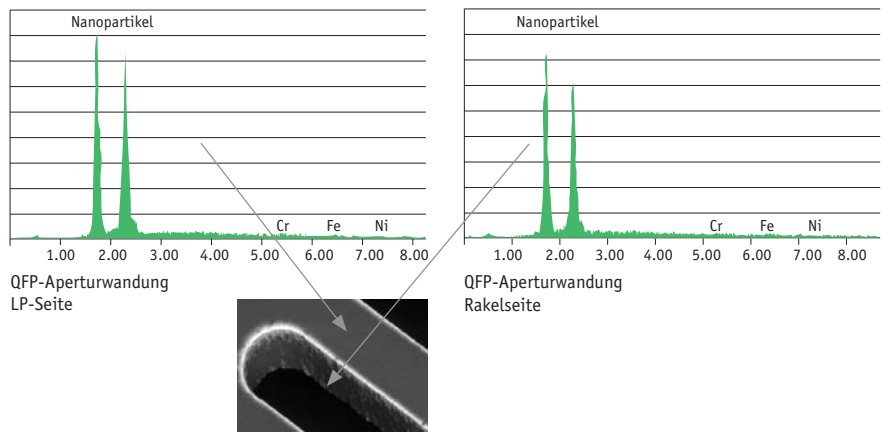 Nanopartikel
Cr Fe Ni
1.00 2.00 3.00 4.00 5.00 6.00 7.00 8.00
QFP-Aperturwandung
LP-Seite
Nanopartikel
Cr Fe Ni
1.00 2.00 3.00 4.00 5.00 6.00 7.00 8.00
QFP-Aperturwandung
Rakelseite